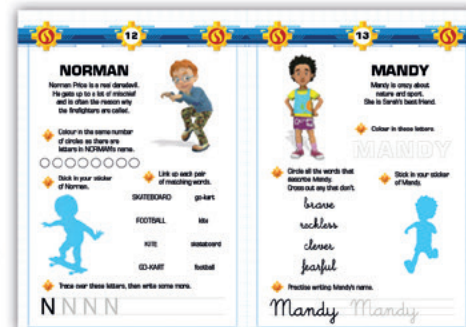 12
NORMAN
Norman Price is a real daredevil.
He gets up to a lot of mischief
and is often the reason why
the firefighters are called.
Colour in the same number
of circles as there are
letters in NORMAN's name.
Stick in your sticker
of Norman.
Link up each pair
of matching words.
SKATEBOARD go-kart
FOOTBALL kite
KITE skateboard
GO-KART football
Trace over these letters, then write some more.
N N N N
13
MANDY
Mandy is crazy about
nature and sport.
She is Sarah's best friend.
Colour in these letters.
MANDY
Circle all the words that
describe Mandy.
Cross out any that don't.
brave
reckless
clever
fearful
Stick in your sticker
of Mandy.
Practise writing Mandy's name.
Mandy Mandy